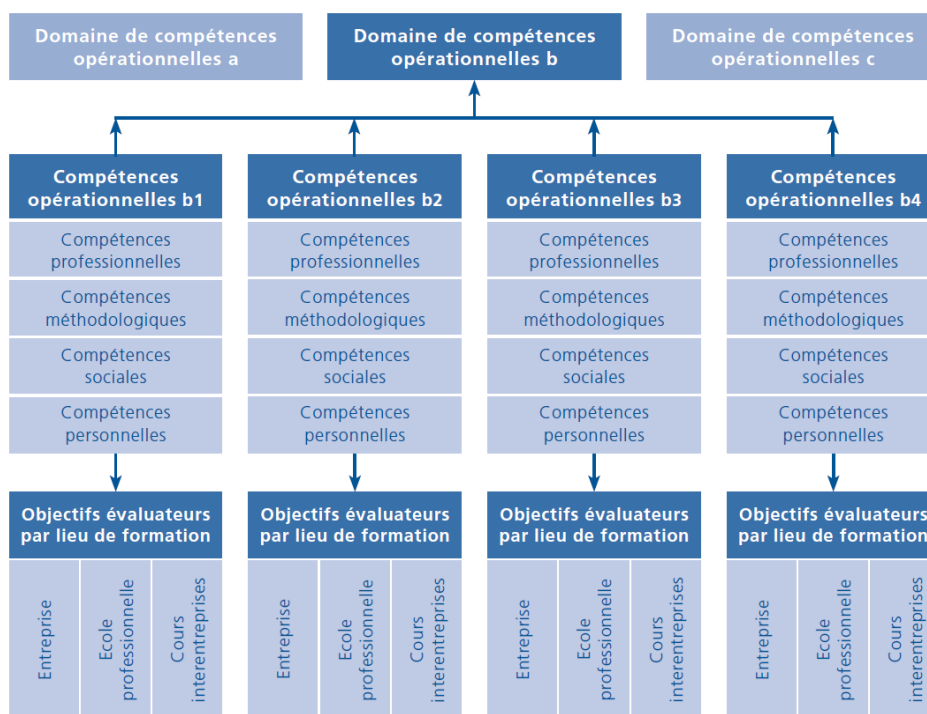 Domaine de compétences
opérationnelles a
Domaine de compétences
opérationnelles b
Domaine de compétences
opérationnelles c
Compétences
opérationnelles b1
Compétences
opérationnelles b2
Compétences
opérationnelles b3
Compétences
opérationnelles b4
Compétences
professionnelles
Compétences
professionnelles
Compétences
professionnelles
Compétences
professionnelles
Compétences
méthodologiques
Compétences
méthodologiques
Compétences
méthodologiques
Compétences
méthodologiques
Compétences
sociales
Compétences
sociales
Compétences
sociales
Compétences
sociales
Compétences
personnelles
Compétences
personnelles
Compétences
personnelles
Compétences
personnelles
Objectifs évaluateurs
par lieu de formation
Objectifs évaluateurs
par lieu de formation
Objectifs évaluateurs
par lieu de formation
Objectifs évaluateurs
par lieu de formation
Entreprise
Ecole
professionnelle
Cours
interentreprises
Entreprise
Ecole
professionnelle
Cours
interentreprises
Entreprise
Ecole
professionnelle
Cours
interentreprises
Entreprise
Ecole
professionnelle
Cours
interentreprises